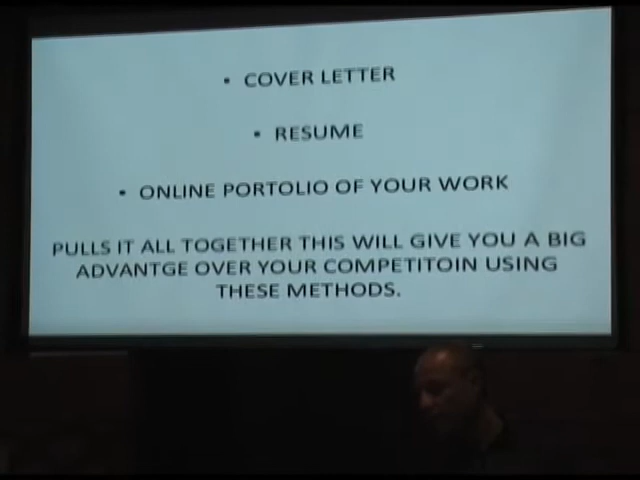 • COVER LETTER
• RESUME
• ONLINE PORTOLIO OF YOUR WORK
PULLS IT ALL TOGETHER THIS WILL GIVE YOU A BIG
ADVANTGE OVER YOUR COMPETITOIN USING
THESE METHODS.